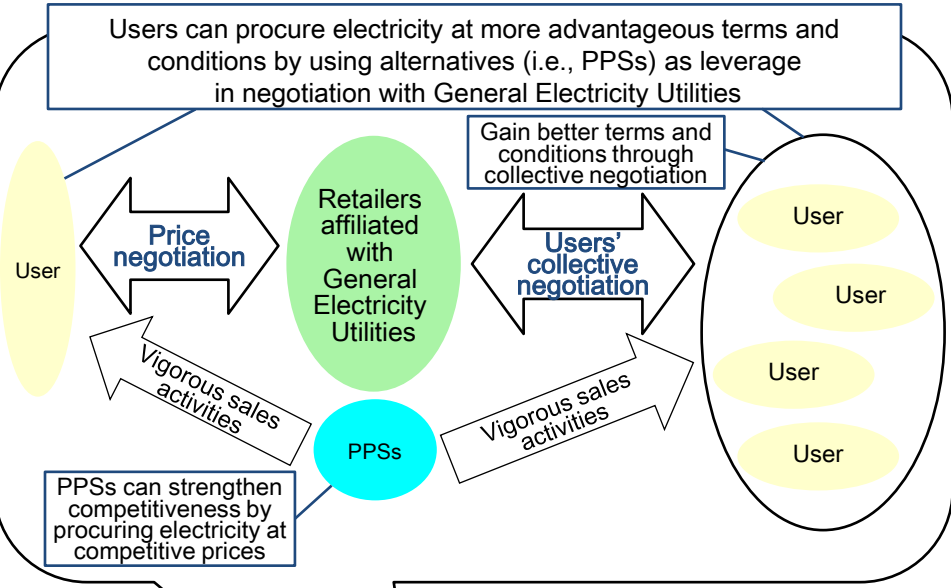 Users can procure electricity at more advantageous terms and
conditions by using alternatives (i.e., PPSs) as leverage
in negotiation with General Electricity Utilities
Gain better terms and
conditions through
collective negotiation
User
Price
negotiation
Retailers
affiliated
with
General
Electricity
Utilities
Users'
collective
negotiation
User
User
User
User
Vigorous sales
activities
PPSs
Vigorous sales
activities
PPSs can strengthen
competitiveness by
procuring electricity at
competitive prices